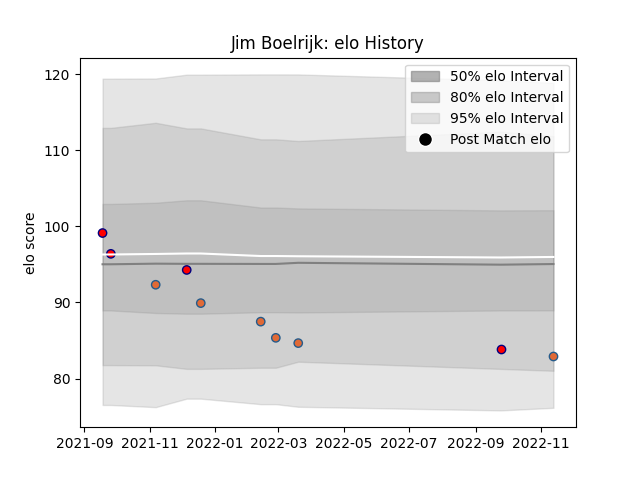 Jim Boelrijk: elo History
120
110
100
90
80
elo score
50% elo Interval
80% elo Interval
95% elo Interval
Post Match elo
2021-09 2021-11 2022-01 2022-03 2022-05 2022-07 2022-09 2022-11